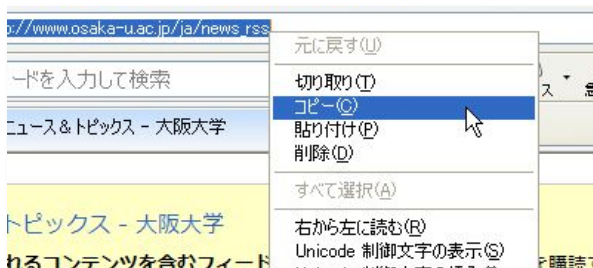 ://www.osaka-u.ac.jp/ja/news_rss
元に戻す(U)
ードを入力して検索
切り取り(T)
ス
コピー(C)
ニュース&トピックス - 大阪大学
貼り付け(P)
削除(D)
すべて選択(A)
トピックス - 大阪大学
右から左に読む(R)
Unicode 制御文字の表示(S)
れるコンテンツを含むフィード
を購読